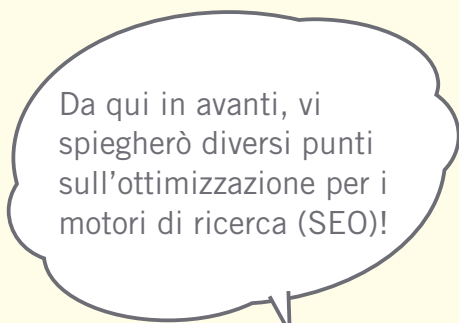 Da qui in avanti, vi
spiegherò diversi punti
sull’ottimizzazione per i
motori di ricerca (SEO)!